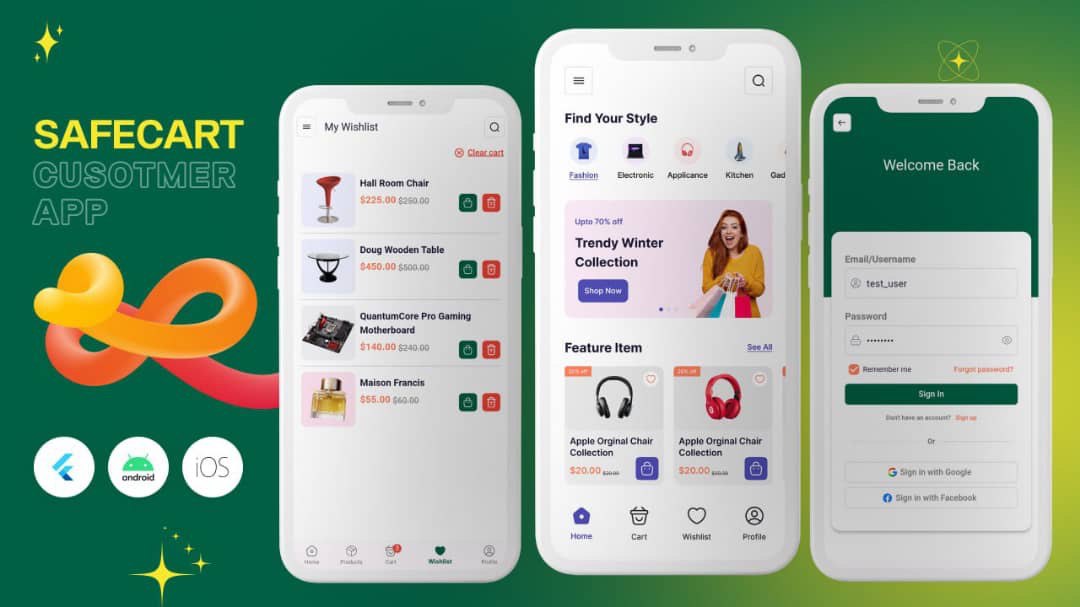 SAFECART
CUSOTMER
APP
android
iOS
My Wishlist
Clear cart
Hall Room Chair
$225.00 $250.00
Doug Wooden Table
$450.00 $500.00
QuantumCore Pro Gaming
Motherboard
$140.00 $240.00
Maison Francis
$55.00 $60.00
Home
Products
Cart
Wishlist
Profile
Find Your Style
Fashion
Electronic
Applicance
Kitchen
Gad
Upto 70% off
Trendy Winter
Collection
Shop Now
Feature Item
See All
20% off
Apple Orginal Chair
Collection
$20.00 $20.00
20% off
Apple Orginal Chair
Collection
$20.00 $20.00
Home
Cart
Wishlist
Profile
Welcome Back
Email/Username
test_user
Password
••••••••
Remember me
Forgot password?
Sign In
Don't have an account? Sign up
Or
Sign in with Google
Sign in with Facebook